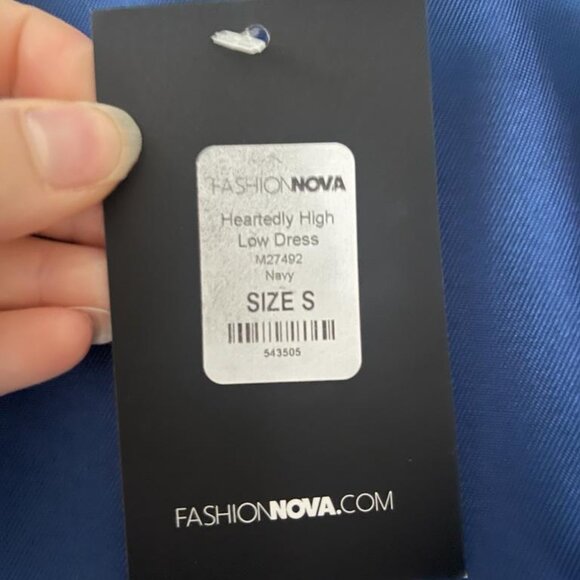 FASHIONNOVA
Heartedly High
Low Dress
M27492
Navy
SIZE S
543505
FASHIONNOVA.COM